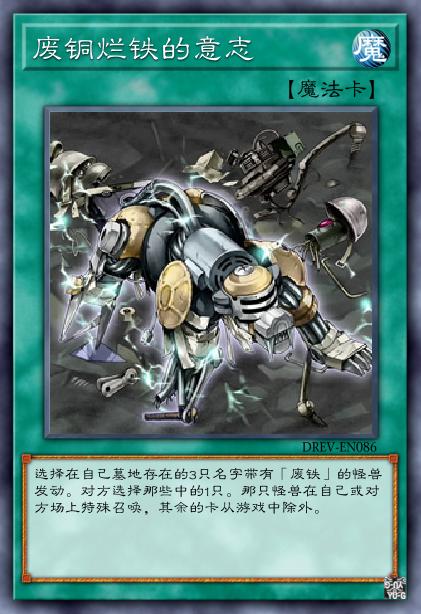 废铜烂铁的意志
魔
【魔法卡】
DREV-EN086
选择在自己墓地存在的3只名字带有「废铁」的怪兽
发动。对方选择那些中的1只。那只怪兽在自己或对
方场上特殊召唤，其余的卡从游戏中除外。